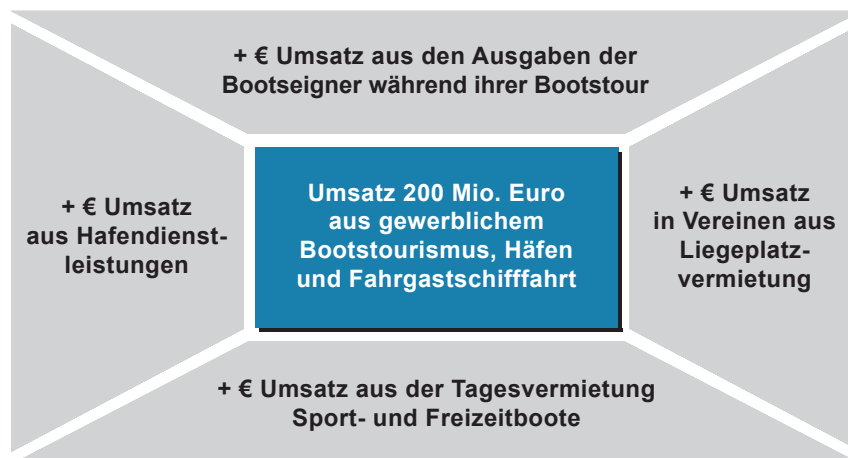 + € Umsatz aus den Ausgaben der
Bootseigner während ihrer Bootstour
+ € Umsatz
aus Hafendienst-
leistungen
Umsatz 200 Mio. Euro
aus gewerblichem
Bootstourismus, Häfen
und Fahrgastschifffahrt
+ € Umsatz
in Vereinen aus
Liegeplatz-
vermietung
+ € Umsatz aus der Tagesvermietung
Sport- und Freizeitboote